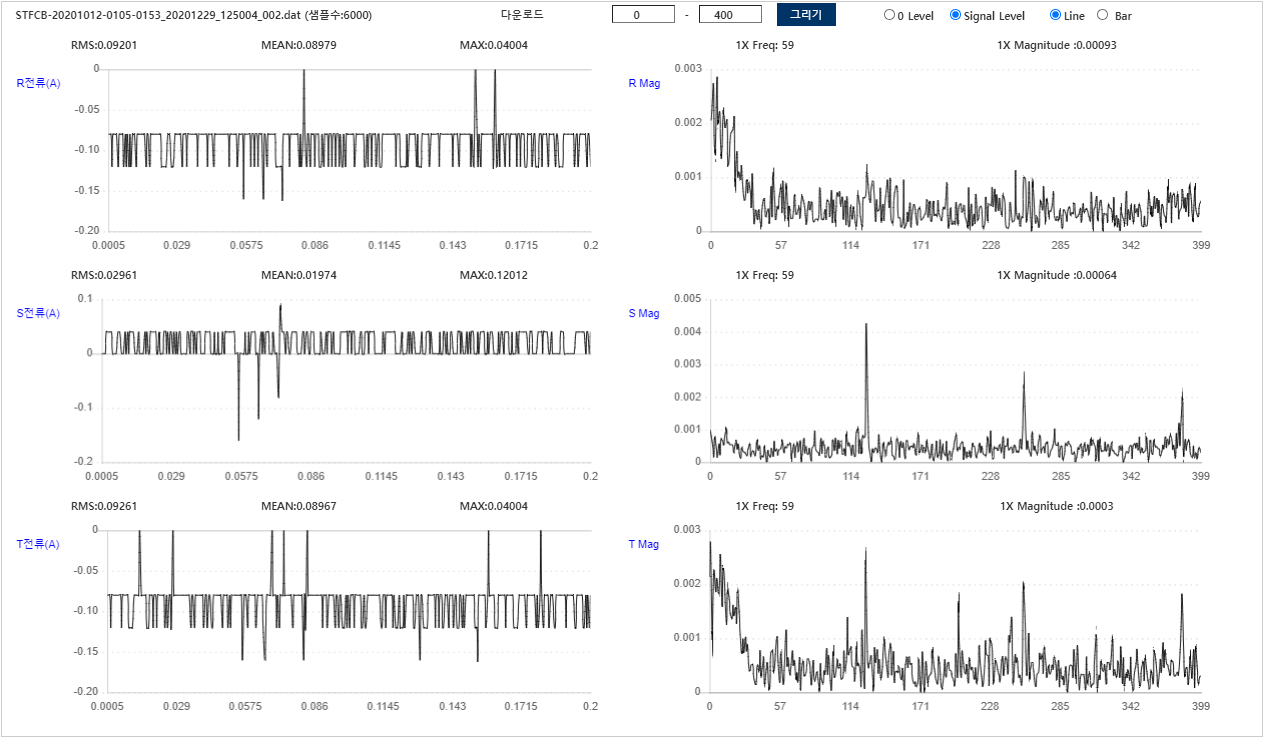 STFCB-20201012-0105-0153_20201229_125004_002.dat (샘플수:6000) 다운로드 0 - 400 그리기 0 Level Signal Level Line Bar
RMS:0.09201 MEAN:0.08979 MAX:0.04004 1X Freq: 59 1X Magnitude :0.00093
R전류(A)
0
-0.05
-0.10
-0.15
-0.20
0.0005 0.029 0.0575 0.086 0.1145 0.143 0.1715 0.2
R Mag
0.003
0.002
0.001
0
0 57 114 171 228 285 342 399
RMS:0.02961 MEAN:0.01974 MAX:0.12012 1X Freq: 59 1X Magnitude :0.00064
S전류(A)
0.1
0
-0.1
-0.2
0.0005 0.029 0.0575 0.086 0.1145 0.143 0.1715 0.2
S Mag
0.005
0.004
0.003
0.002
0.001
0
0 57 114 171 228 285 342 399
RMS:0.09261 MEAN:0.08967 MAX:0.04004 1X Freq: 59 1X Magnitude :0.0003
T전류(A)
0
-0.05
-0.10
-0.15
-0.20
0.0005 0.029 0.0575 0.086 0.1145 0.143 0.1715 0.2
T Mag
0.003
0.002
0.001
0
0 57 114 171 228 285 342 399